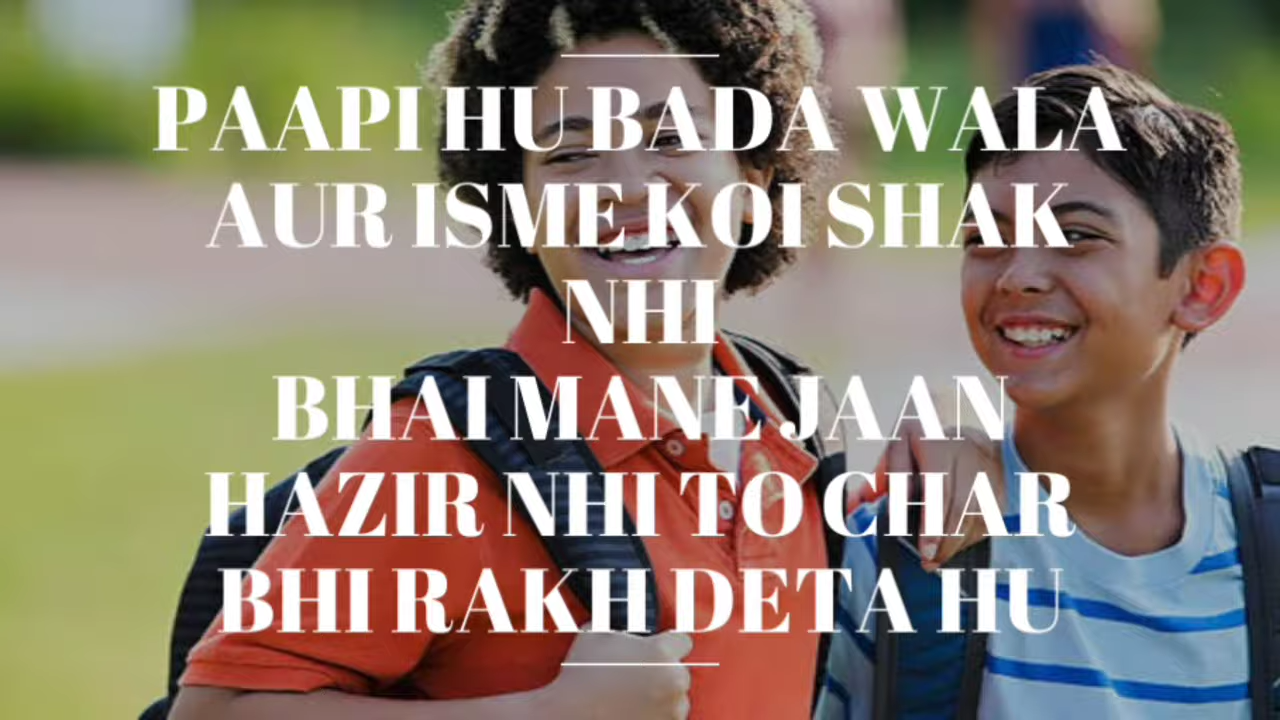 PAAPI HU BADA WALA
AUR ISME KOI SHAK
NHI
BHAI MANE JAAN
HAZIR NHI TO CHAR
BHI RAKH DETA HU